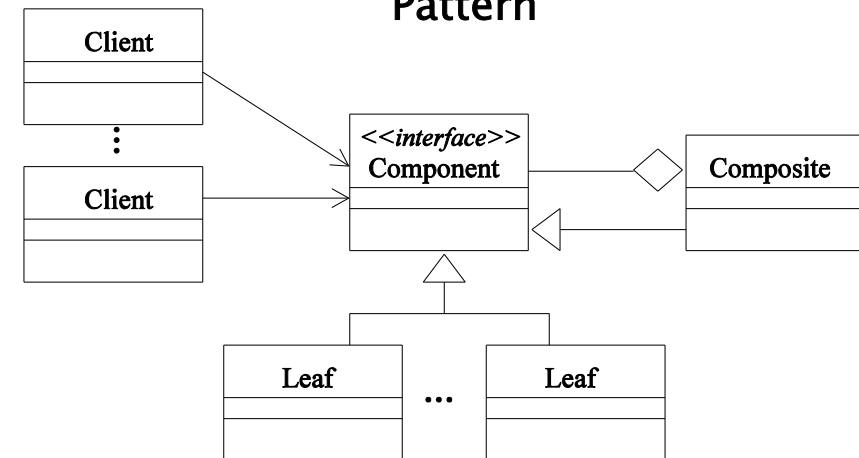 Pattern
Client
<<interface>>
Component
Composite
Client
Leaf
Leaf